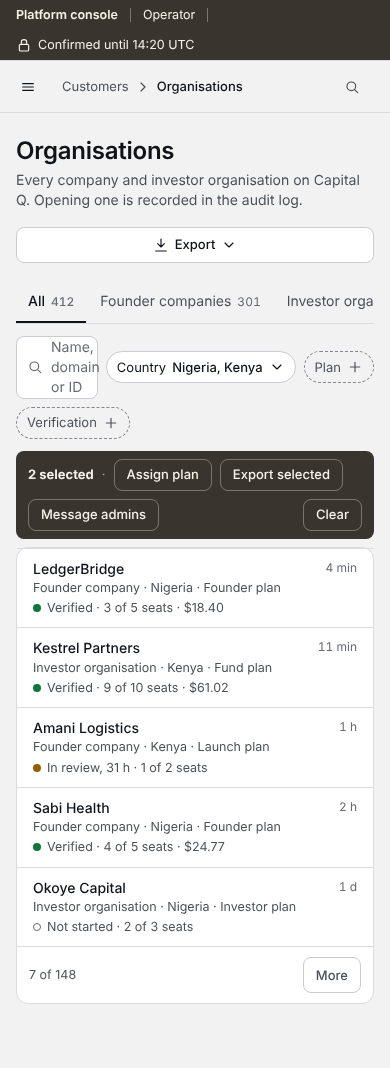 Platform console Operator
Confirmed until 14:20 UTC
Customers Organisations
Organisations
Every company and investor organisation on Capital
Q. Opening one is recorded in the audit log.
Export
All 412 Founder companies 301 Investor orga
Name,
domain
or ID
Country Nigeria, Kenya
Plan
Verification
2 selected · Assign plan Export selected
Message admins Clear
LedgerBridge 4 min
Founder company · Nigeria · Founder plan
Verified · 3 of 5 seats · $18.40
Kestrel Partners 11 min
Investor organisation · Kenya · Fund plan
Verified · 9 of 10 seats · $61.02
Amani Logistics 1 h
Founder company · Kenya · Launch plan
In review, 31 h · 1 of 2 seats
Sabi Health 2 h
Founder company · Nigeria · Founder plan
Verified · 4 of 5 seats · $24.77
Okoye Capital 1 d
Investor organisation · Nigeria · Investor plan
Not started · 2 of 3 seats
7 of 148 More